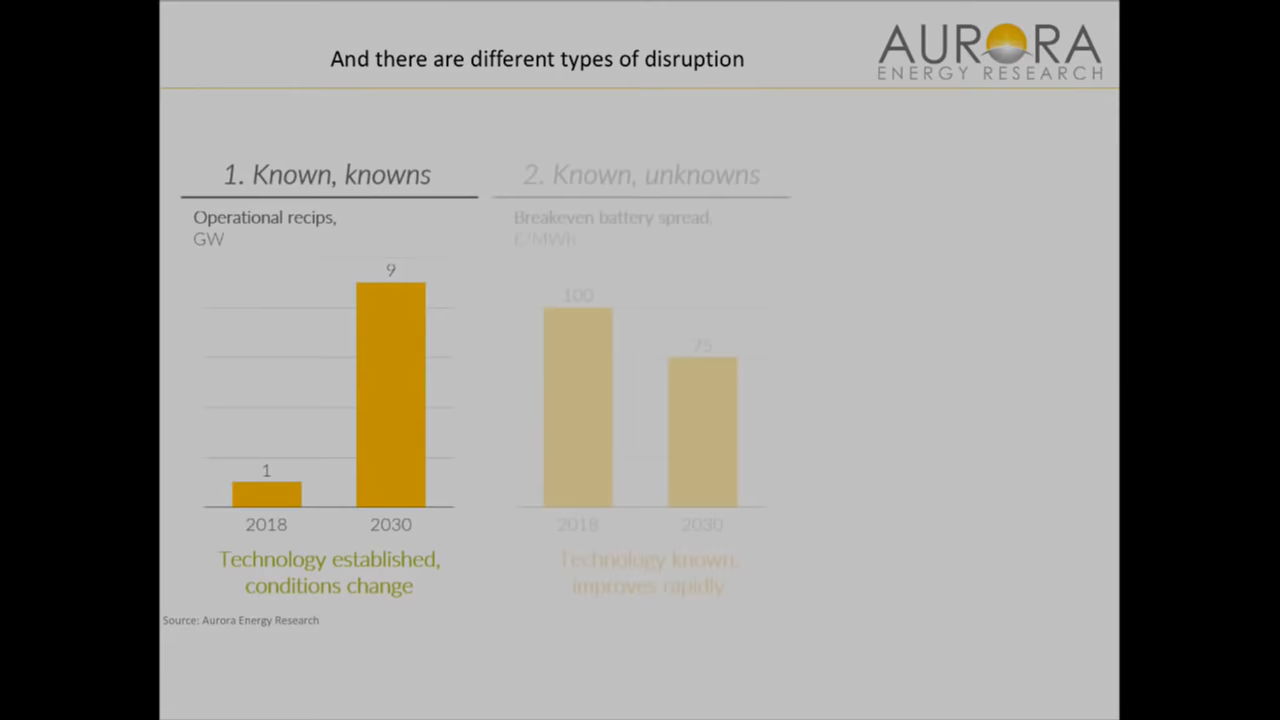 And there are different types of disruption
AURORA
ENERGY RESEARCH
1. Known, knowns
Operational recips,
GW
9
1
2018
2030
Technology established,
conditions change
2. Known, unknowns
Breakeven battery spread,
£/MWh
100
75
2018
2030
Technology known,
improves rapidly
Source: Aurora Energy Research